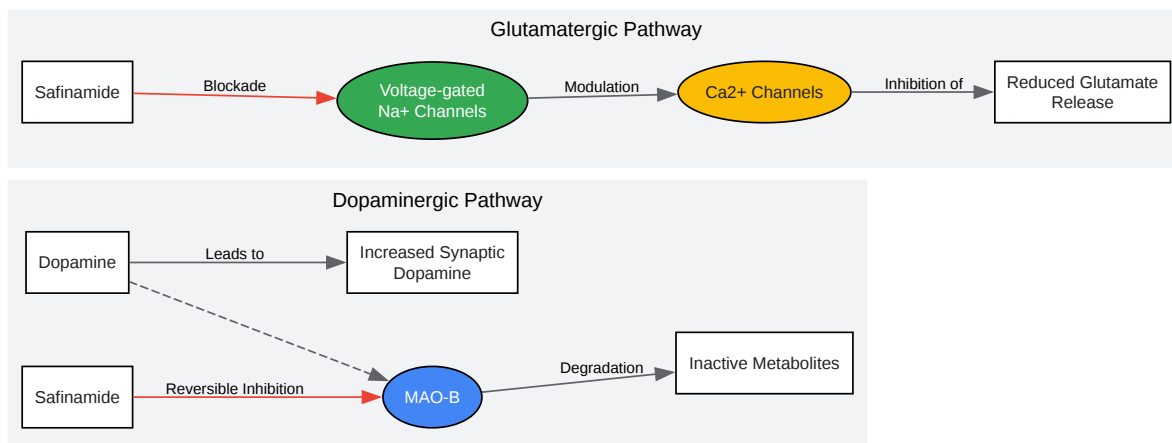 Glutamatergic Pathway
Safinamide
Blockade
Voltage-gated
Na+ Channels
Modulation
Ca2+ Channels
Inhibition of
Reduced Glutamate
Release
Dopaminergic Pathway
Dopamine
Leads to
Increased Synaptic
Dopamine
Safinamide
Reversible Inhibition
MAO-B
Degradation
Inactive Metabolites